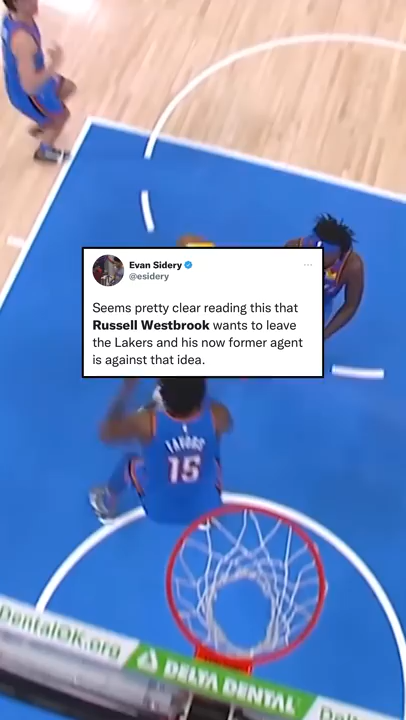 Evan Sidery
@esidery
Seems pretty clear reading this that
Russell Westbrook wants to leave
the Lakers and his now former agent
is against that idea.
FAVORS
15
DentalOK.org
DELTA DENTAL